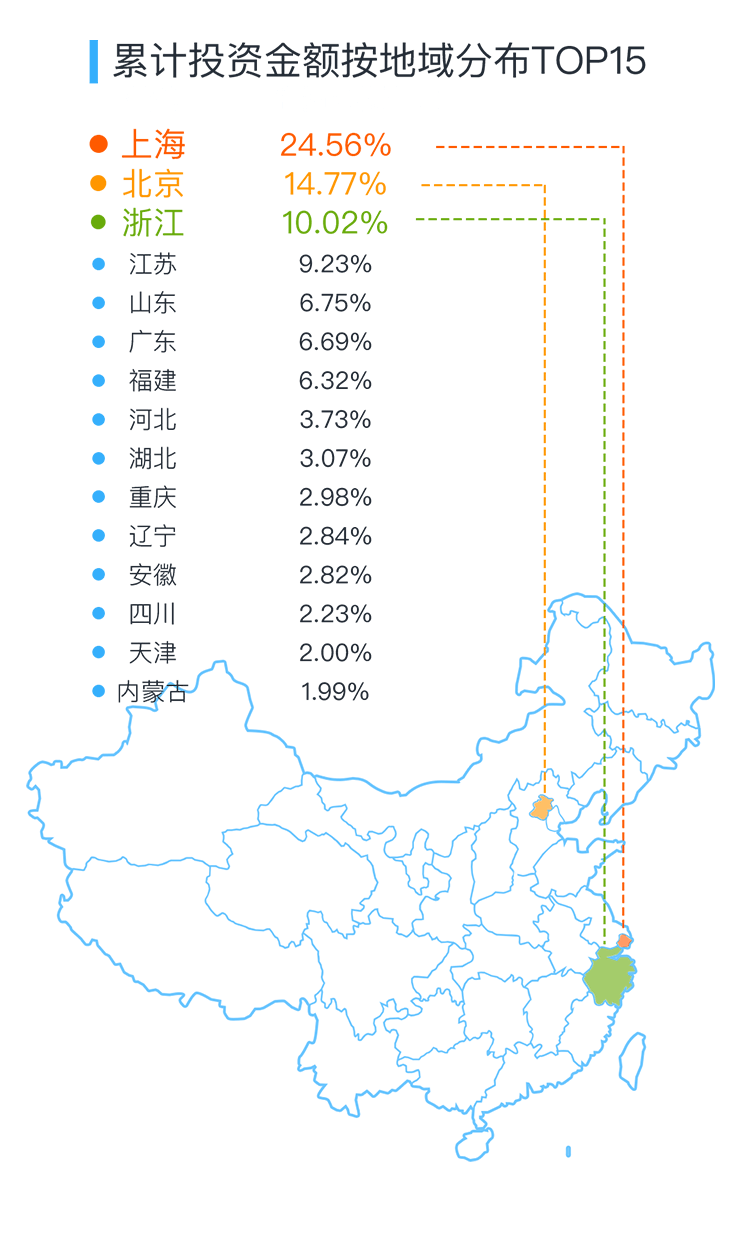 累计投资金额按地域分布TOP15
上海 24.56%
北京 14.77%
浙江 10.02%
江苏 9.23%
山东 6.75%
广东 6.69%
福建 6.32%
河北 3.73%
湖北 3.07%
重庆 2.98%
辽宁 2.84%
安徽 2.82%
四川 2.23%
天津 2.00%
内蒙古 1.99%